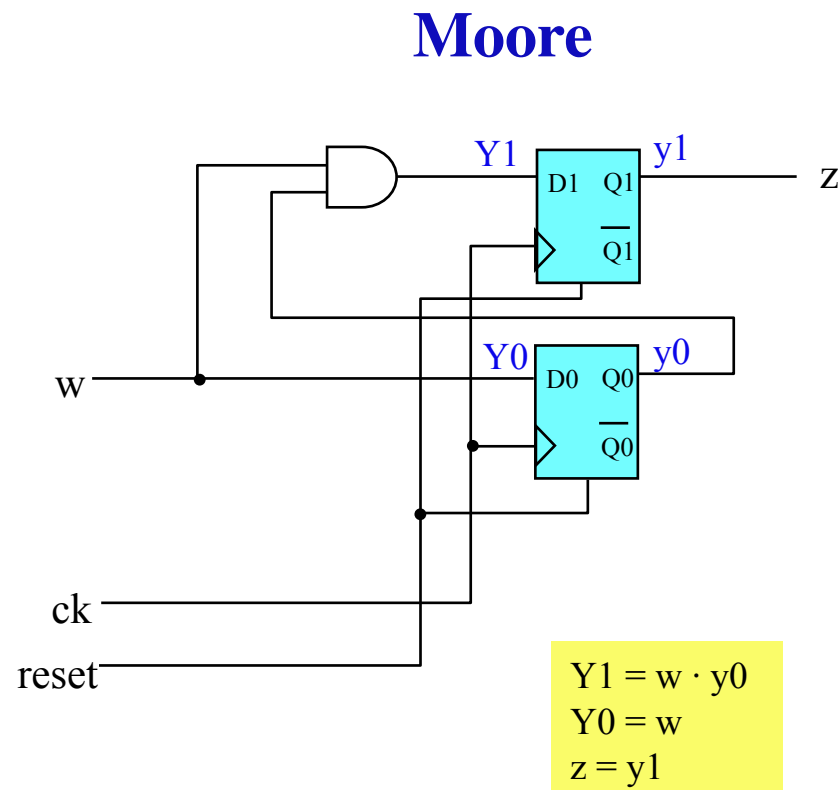 Moore
Y1
y1
D1 Q1
z
Q1
Y0
y0
D0 Q0
w
Q0
ck
reset
Y1 = w · y0
Y0 = w
z = y1